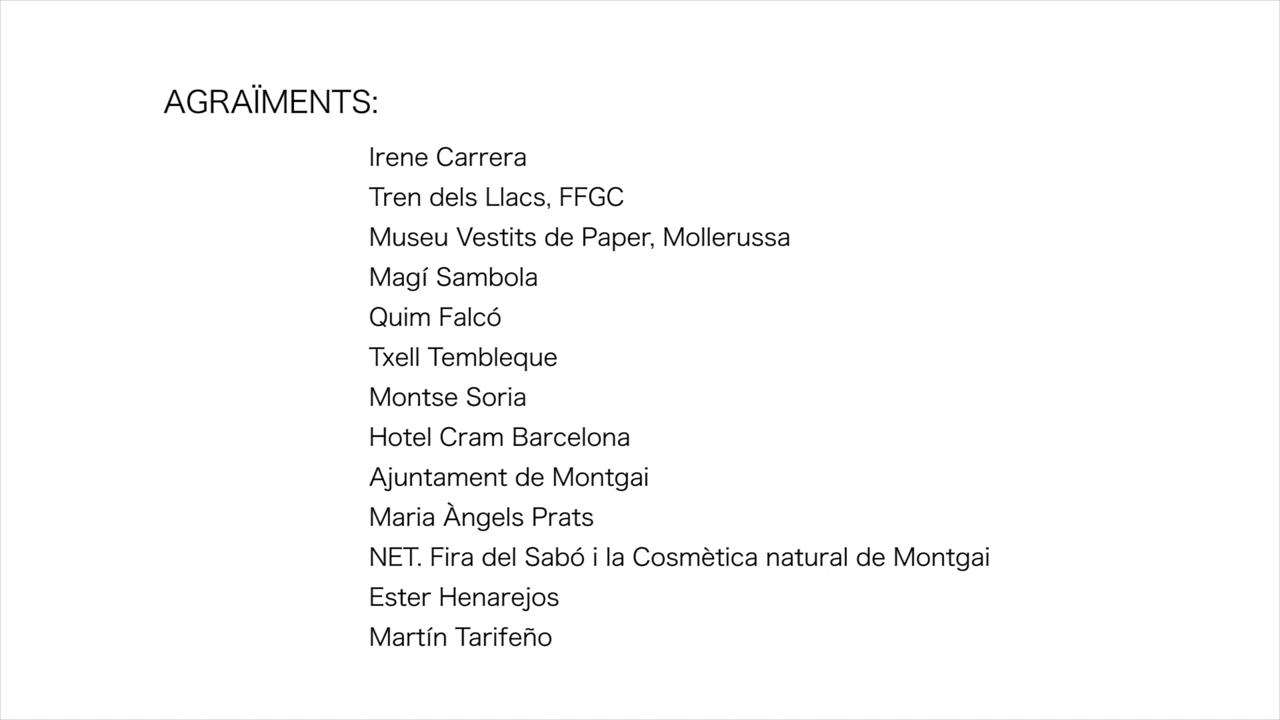 AGRAÏMENTS:
Irene Carrera
Tren dels Llacs, FFGC
Museu Vestits de Paper, Mollerussa
Magí Sambola
Quim Falcó
Txell Tembleque
Montse Soria
Hotel Cram Barcelona
Ajuntament de Montgai
Maria Àngels Prats
NET. Fira del Sabó i la Cosmètica natural de Montgai
Ester Henarejos
Martín Tarifeño